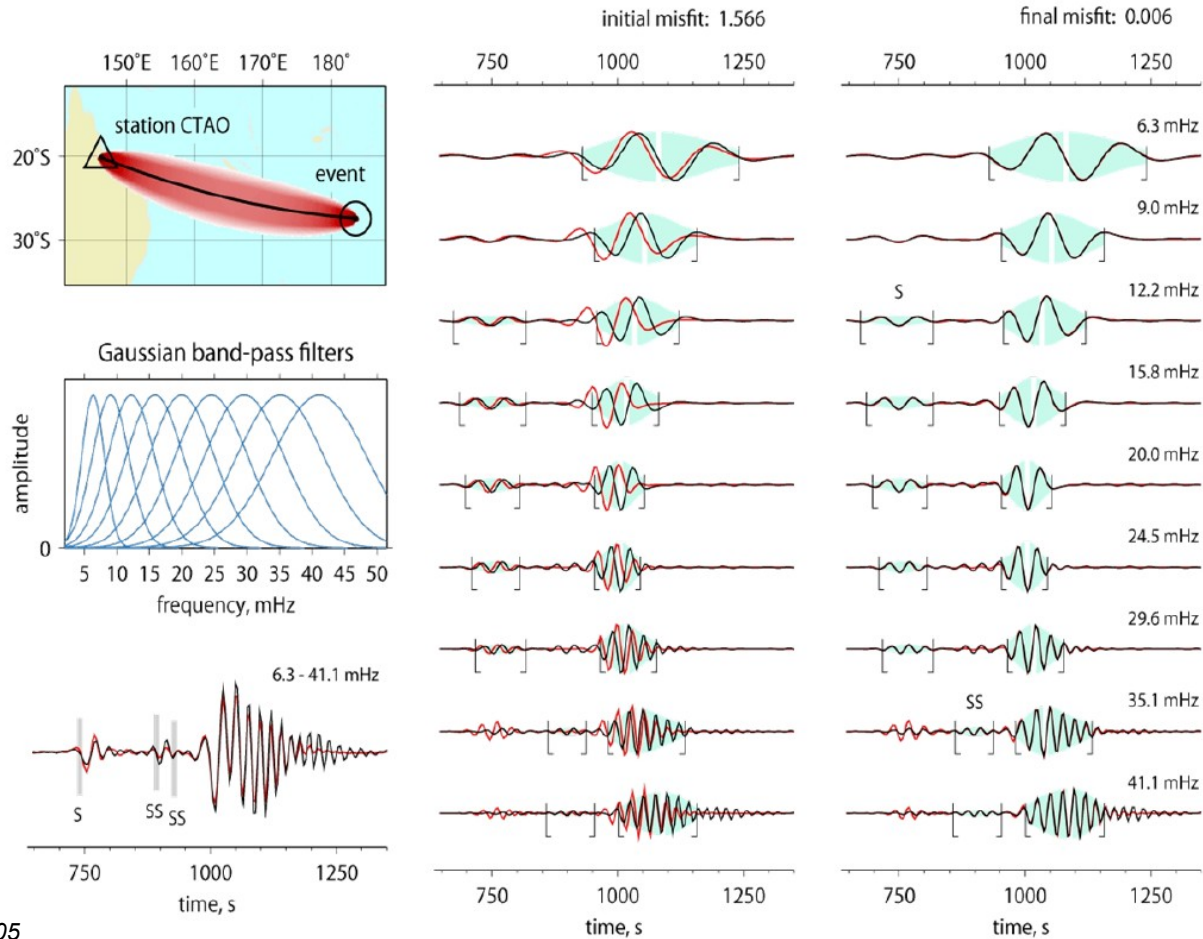 initial misfit: 1.566
final misfit: 0.006
150°E 160°E 170°E 180°
20°S
30°S
station CTAO
event
Gaussian band-pass filters
amplitude
0
5 10 15 20 25 30 35 40 45 50
frequency, mHz
6.3 - 41.1 mHz
S
SS
SS
750 1000 1250
time, s
750 1000 1250
750 1000 1250
time, s
750 1000 1250
6.3 mHz
9.0 mHz
S
12.2 mHz
15.8 mHz
20.0 mHz
24.5 mHz
29.6 mHz
SS
35.1 mHz
41.1 mHz
750 1000 1250
time, s
05